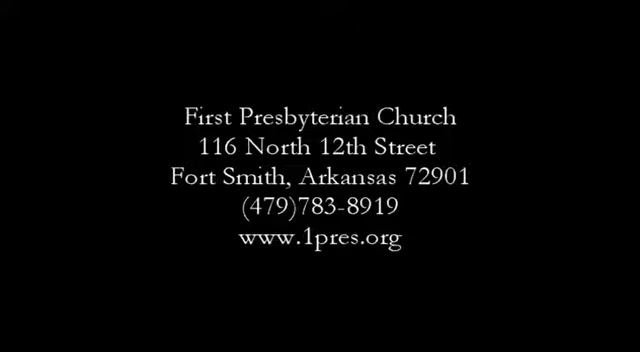 First Presbyterian Church
116 North 12th Street
Fort Smith, Arkansas 72901
(479)783-8919
www.1pres.org